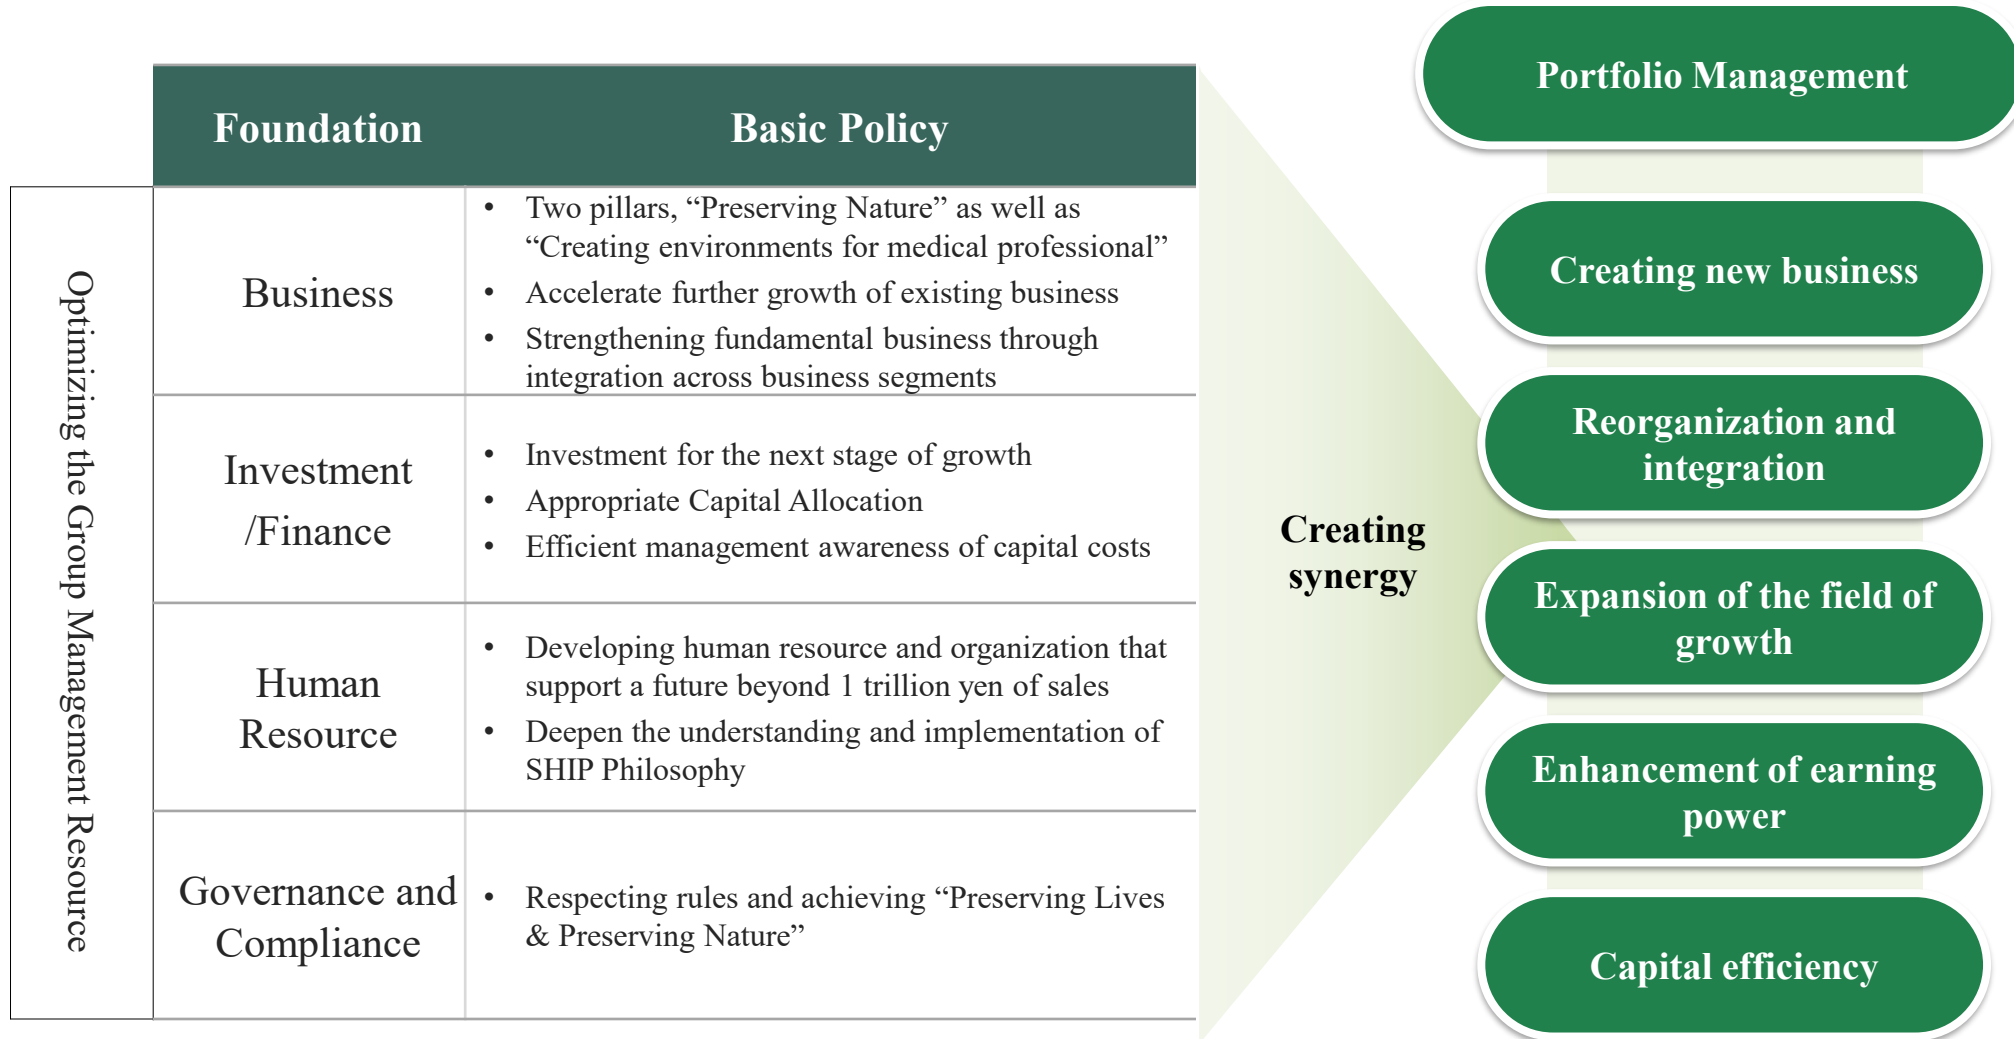 Foundation
Basic Policy
Optimizing the Group Management Resource
Business
• Two pillars, “Preserving Nature” as well as
“Creating environments for medical professional”
• Accelerate further growth of existing business
• Strengthening fundamental business through
integration across business segments
Investment
/Finance
• Investment for the next stage of growth
• Appropriate Capital Allocation
• Efficient management awareness of capital costs
Human
Resource
• Developing human resource and organization that
support a future beyond 1 trillion yen of sales
• Deepen the understanding and implementation of
SHIP Philosophy
Governance and
Compliance
• Respecting rules and achieving “Preserving Lives
& Preserving Nature”
Creating
synergy
Portfolio Management
Creating new business
Reorganization and
integration
Expansion of the field of
growth
Enhancement of earning
power
Capital efficiency